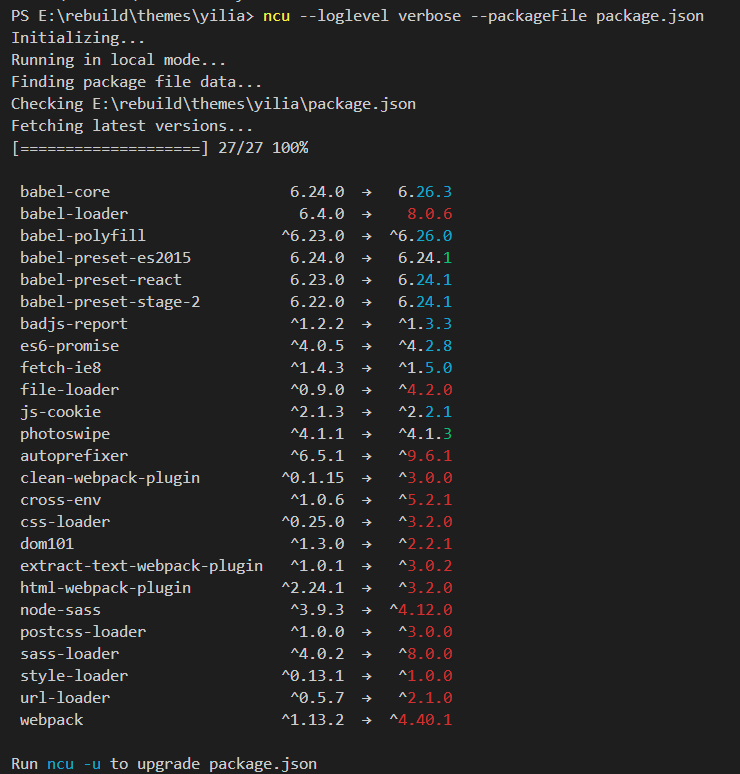 PS E:\rebuild\themes\yilia> ncu --loglevel verbose --packageFile package.json
Initializing...
Running in local mode...
Finding package file data...
Checking E:\rebuild\themes\yilia\package.json
Fetching latest versions...
[====================] 27/27 100%
babel-core 6.24.0 → 6.26.3
babel-loader 6.4.0 → 8.0.6
babel-polyfill ^6.23.0 → ^6.26.0
babel-preset-es2015 6.24.0 → 6.24.1
babel-preset-react 6.23.0 → 6.24.1
babel-preset-stage-2 6.22.0 → 6.24.1
badjs-report ^1.2.2 → ^1.3.3
es6-promise ^4.0.5 → ^4.2.8
fetch-ie8 ^1.4.3 → ^1.5.0
file-loader ^0.9.0 → ^4.2.0
js-cookie ^2.1.3 → ^2.2.1
photoswipe ^4.1.1 → ^4.1.3
autoprefixer ^6.5.1 → ^9.6.1
clean-webpack-plugin ^0.1.15 → ^3.0.0
cross-env ^1.0.6 → ^5.2.1
css-loader ^0.25.0 → ^3.2.0
dom101 ^1.3.0 → ^2.2.1
extract-text-webpack-plugin ^1.0.1 → ^3.0.2
html-webpack-plugin ^2.24.1 → ^3.2.0
node-sass ^3.9.3 → ^4.12.0
postcss-loader ^1.0.0 → ^3.0.0
sass-loader ^4.0.2 → ^8.0.0
style-loader ^0.13.1 → ^1.0.0
url-loader ^0.5.7 → ^2.1.0
webpack ^1.13.2 → ^4.40.1
Run ncu -u to upgrade package.json